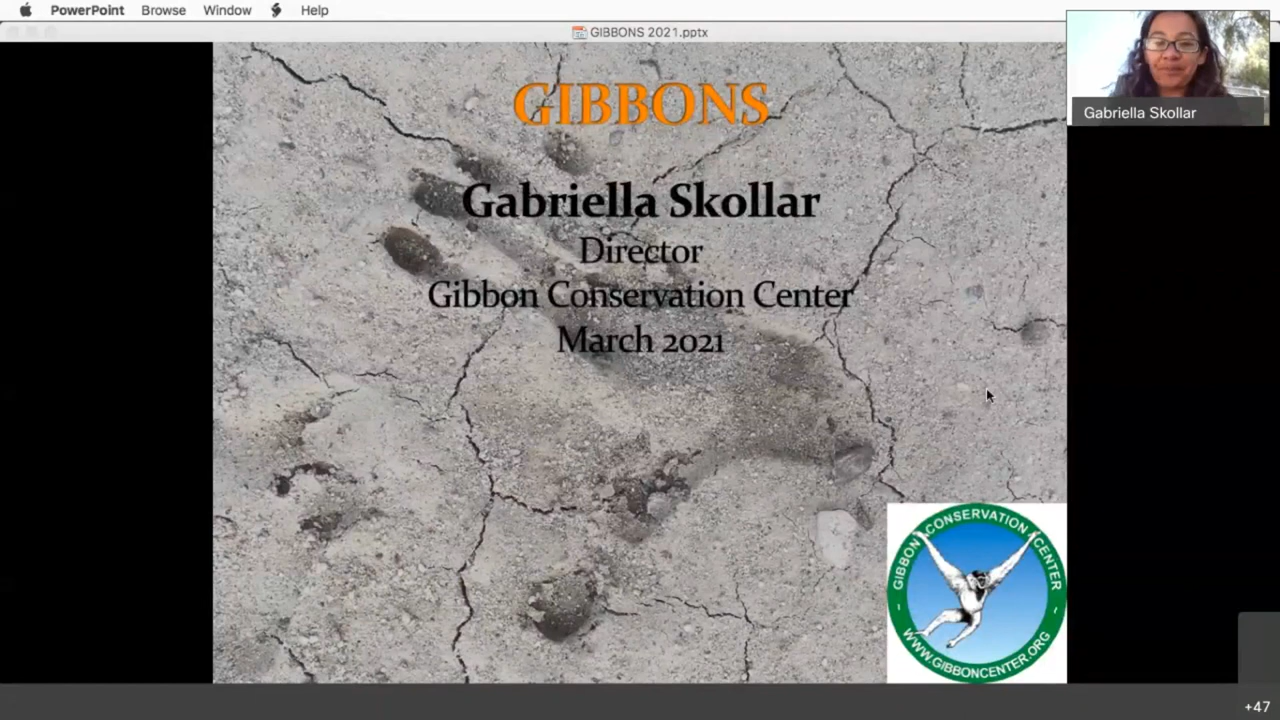 PowerPoint Browse Window Help
GIBBONS 2021.pptx
GIBBONS
Gabriella Skollar
Director
Gibbon Conservation Center
March 2021
Gabriella Skollar
GIBBON CONSERVATION CENTER
WWW.GIBBONCENTER.ORG
+47